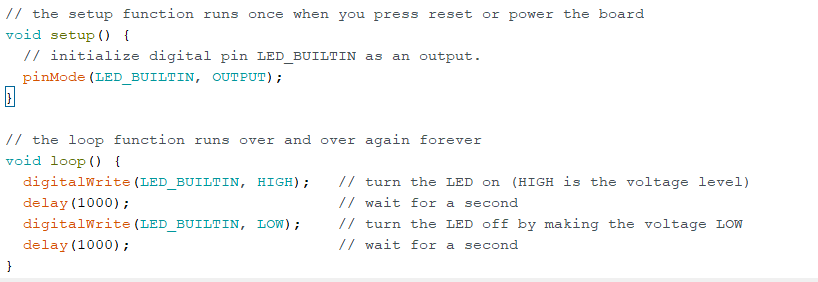 // the setup function runs once when you press reset or power the board
void setup() {
  // initialize digital pin LED_BUILTIN as an output.
  pinMode(LED_BUILTIN, OUTPUT);
}

// the loop function runs over and over again forever
void loop() {
  digitalWrite(LED_BUILTIN, HIGH);   // turn the LED on (HIGH is the voltage level)
  delay(1000);                       // wait for a second
  digitalWrite(LED_BUILTIN, LOW);    // turn the LED off by making the voltage LOW
  delay(1000);                       // wait for a second
}